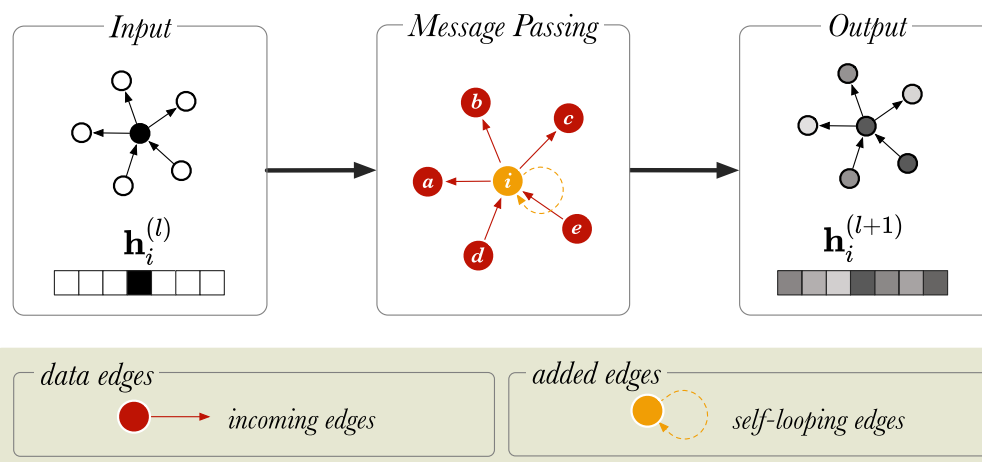 Input
Message Passing
Output
b
c
a
i
e
d
h_i^{(l)}
h_i^{(l+1)}
data edges
incoming edges
added edges
self-looping edges